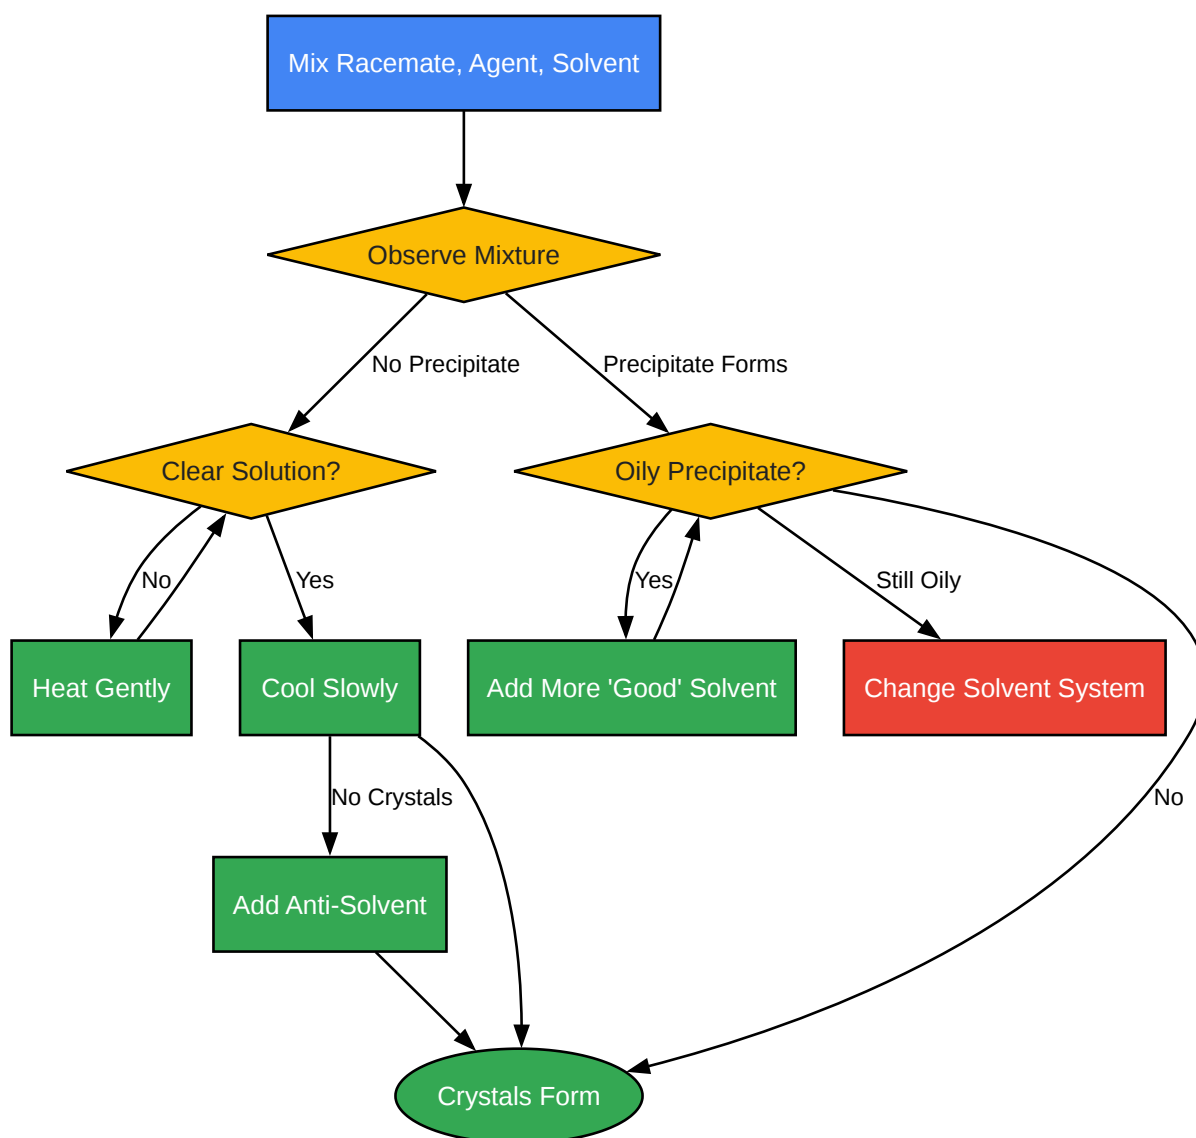 Mix Racemate, Agent, Solvent
Observe Mixture
No Precipitate
Precipitate Forms
Clear Solution?
Oily Precipitate?
No
Yes
Yes
Still Oily
Heat Gently
Cool Slowly
Add More 'Good' Solvent
Change Solvent System
No Crystals
No
Add Anti-Solvent
Crystals Form